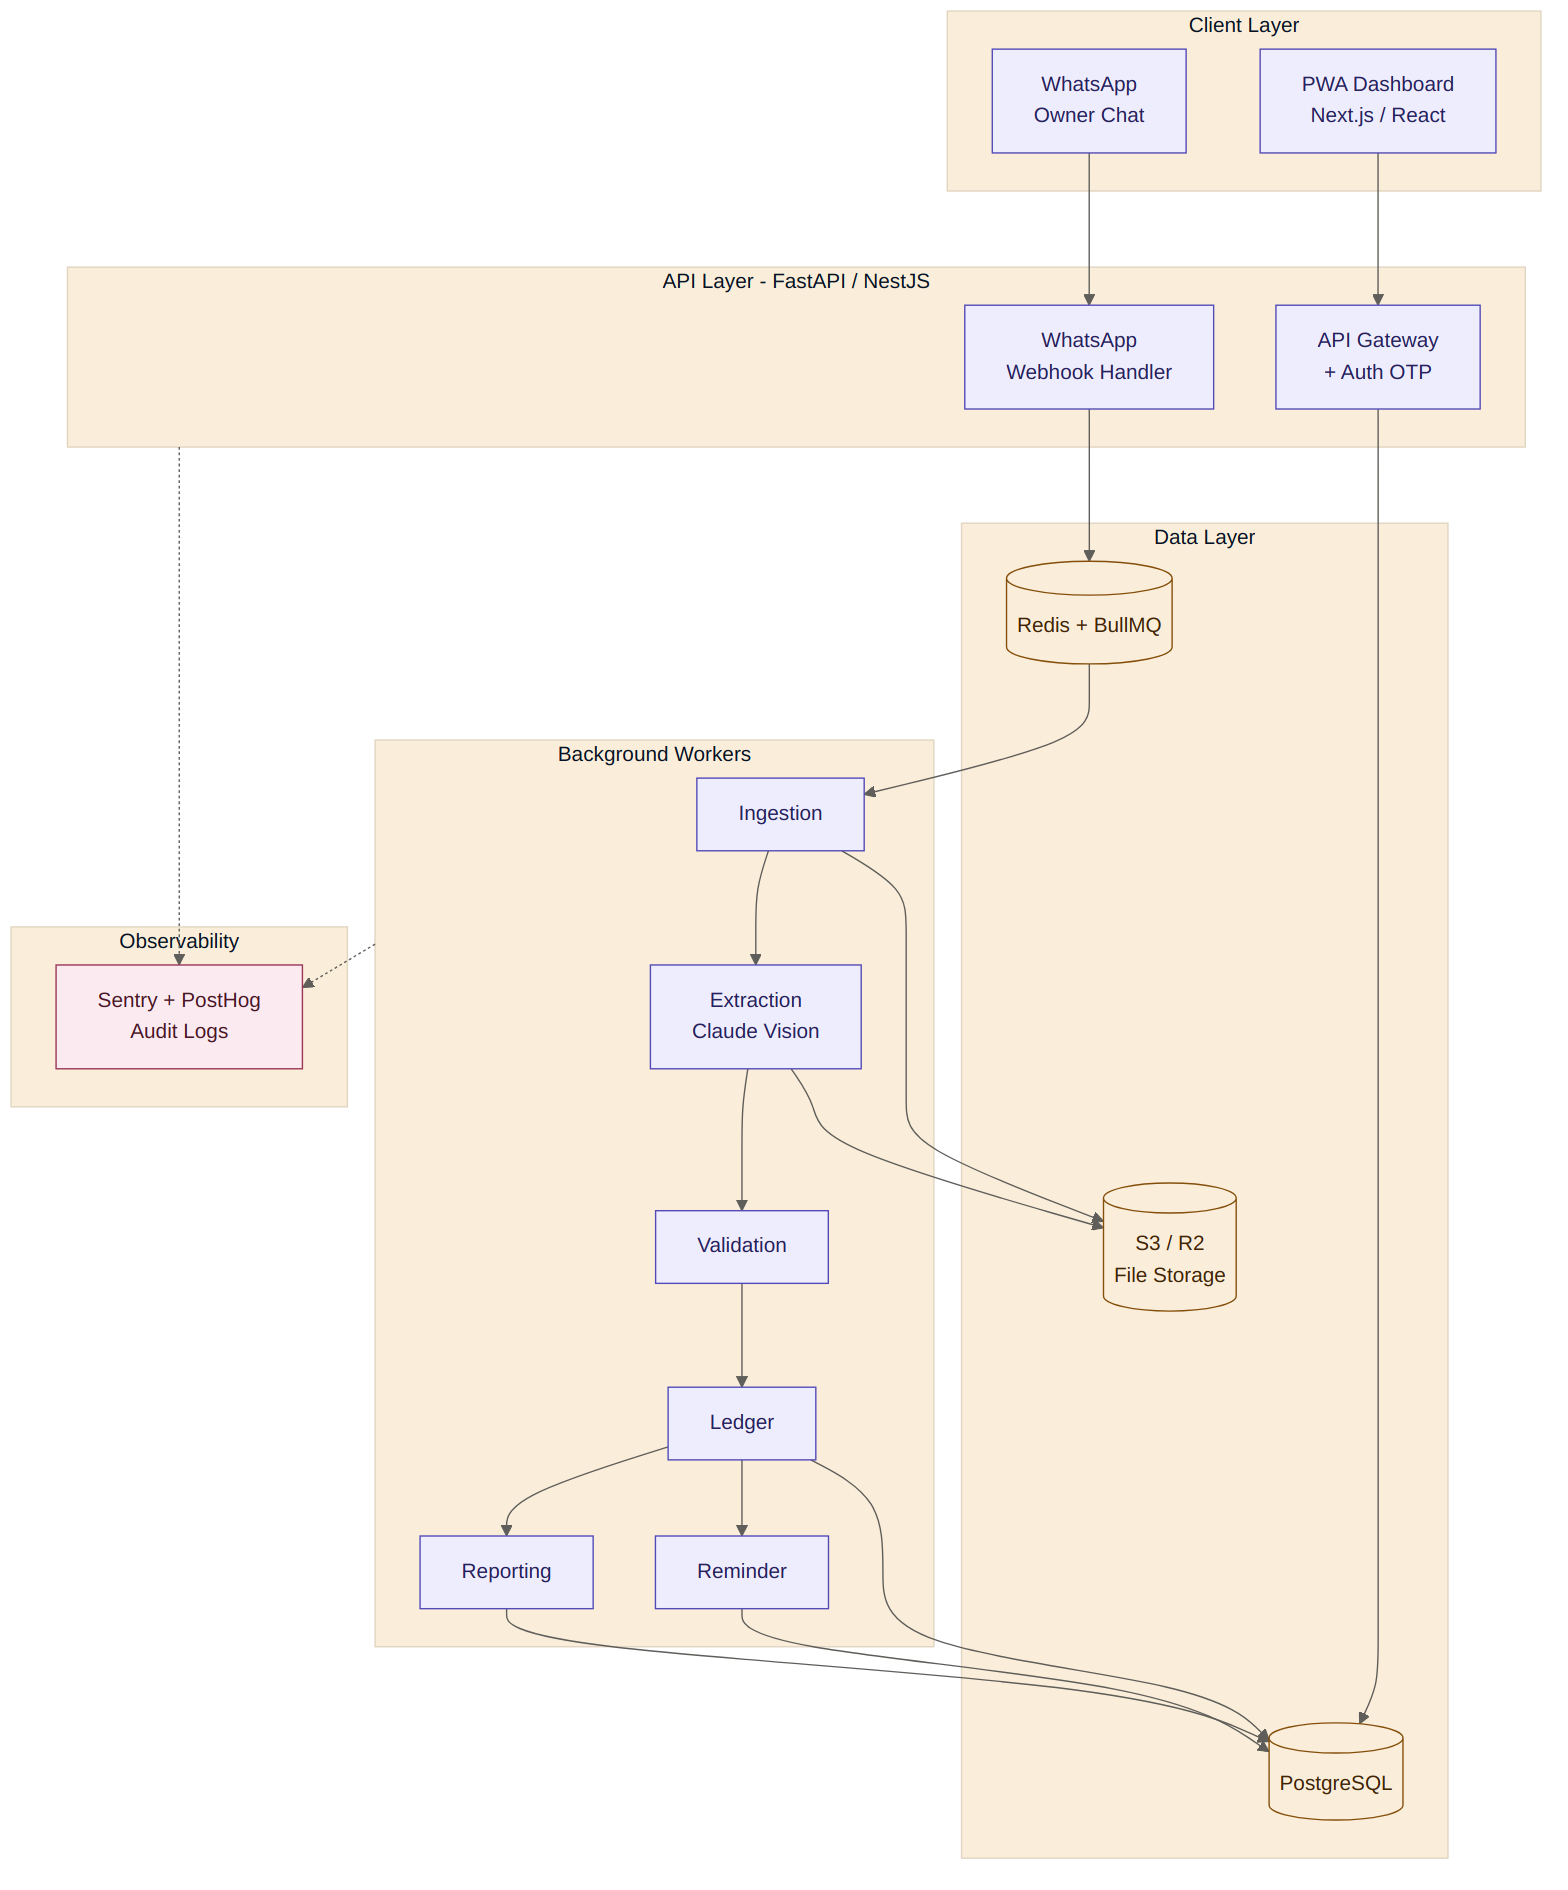 Client Layer
WhatsApp
Owner Chat
PWA Dashboard
Next.js / React
API Layer - FastAPI / NestJS
WhatsApp
Webhook Handler
API Gateway
+ Auth OTP
Data Layer
Redis + BullMQ
Background Workers
Ingestion
Observability
Sentry + PostHog
Audit Logs
Extraction
Claude Vision
Validation
S3 / R2
File Storage
Ledger
Reporting
Reminder
PostgreSQL